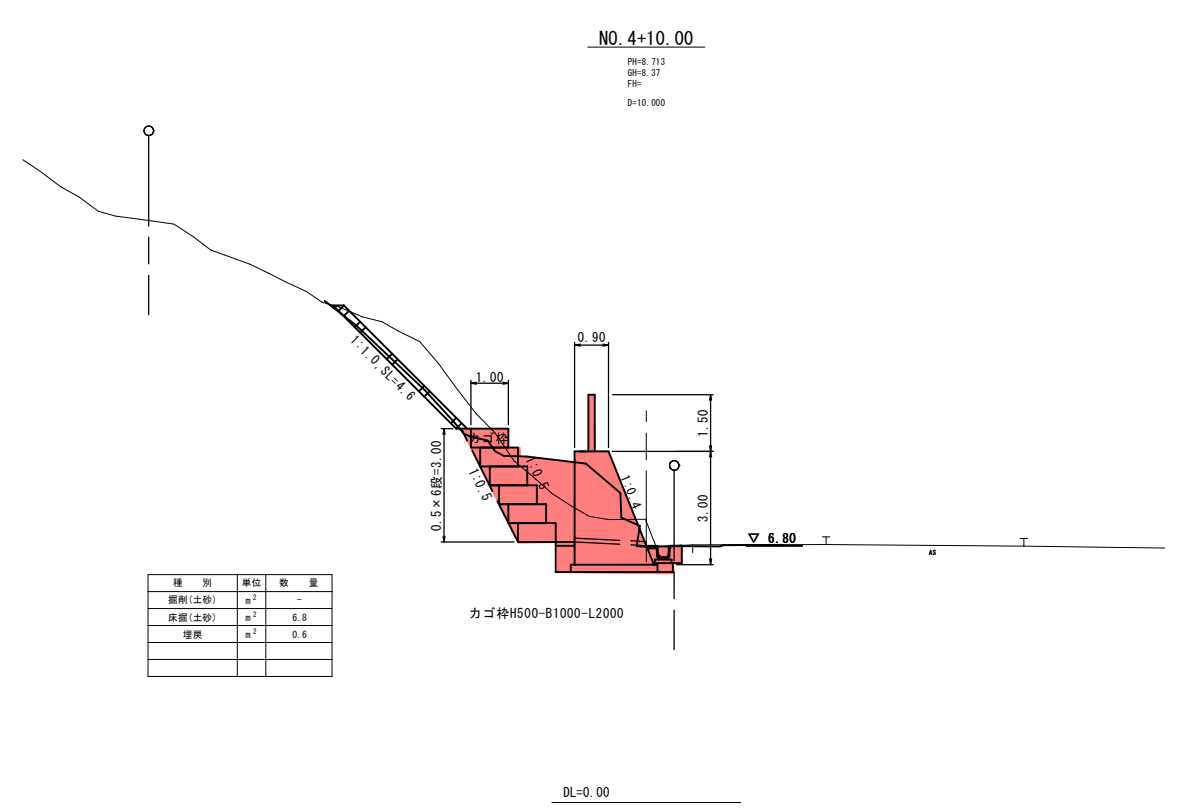 NO.4+10.00
PH=8.713
GH=8.37
FH=
D=10.000
0.90
1:1.0,SL=4.6
1.00
1.50
カゴ枠
0.5×6段=3.00
1:0.5
1:0.5
1:0.4
3.00
▽ 6.80
AS
種 別 単位 数 量
掘削(土砂) m² -
床掘(土砂) m² 6.8
埋戻 m² 0.6
カゴ枠H500-B1000-L2000
DL=0.00